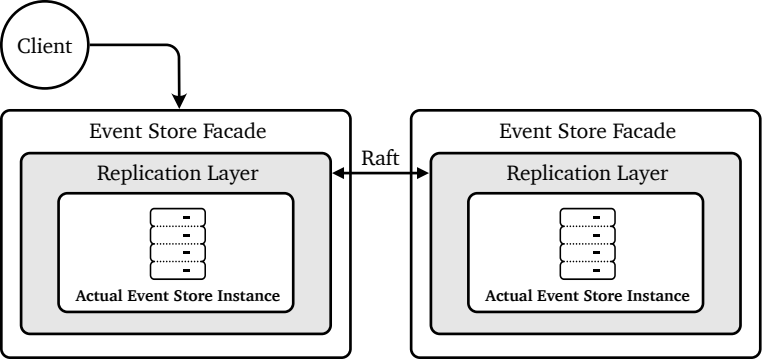 Client
Event Store Facade
Replication Layer
Actual Event Store Instance
Raft
Event Store Facade
Replication Layer
Actual Event Store Instance